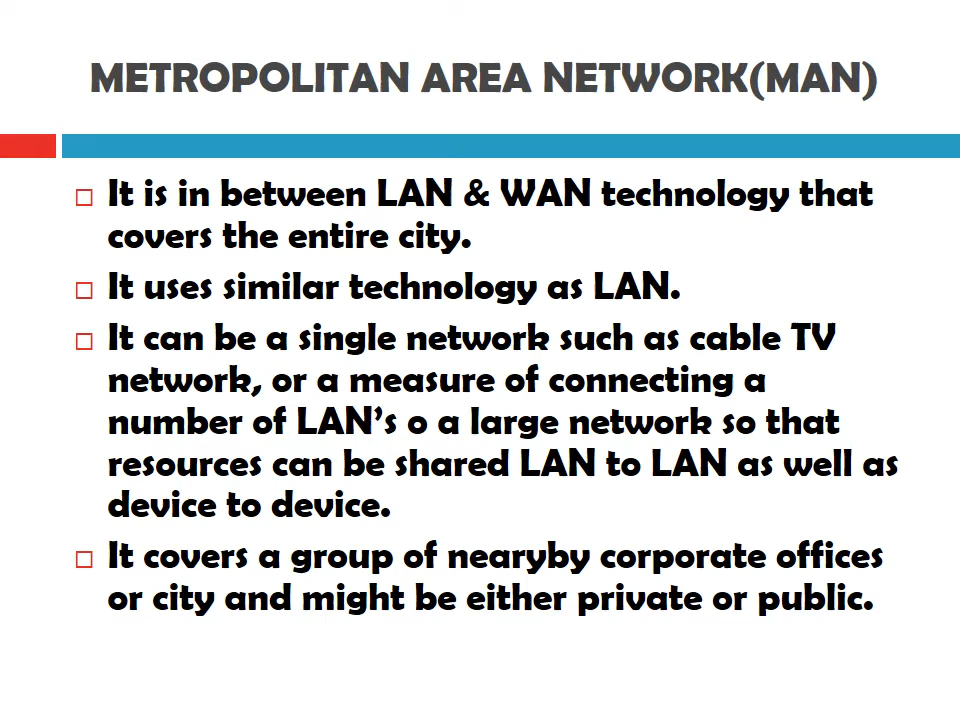 METROPOLITAN AREA NETWORK(MAN)
It is in between LAN & WAN technology that
covers the entire city.
It uses similar technology as LAN.
It can be a single network such as cable TV
network, or a measure of connecting a
number of LAN’s o a large network so that
resources can be shared LAN to LAN as well as
device to device.
It covers a group of nearyby corporate offices
or city and might be either private or public.